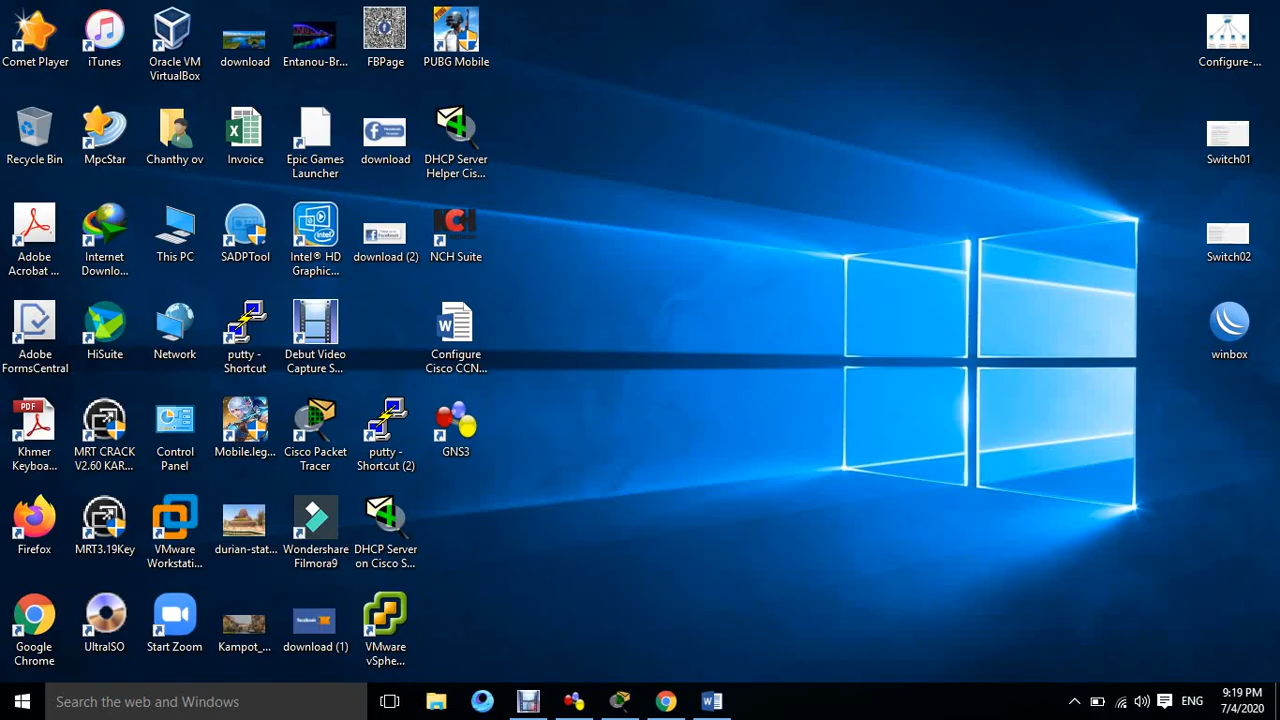 Comet Player
iTunes
Oracle VM
VirtualBox
download
Entanou-Br...
FBPage
PUBG Mobile
Configure-...
Recycle Bin
MpcStar
Chanthy ov
Invoice
Epic Games
Launcher
download
DHCP Server
Helper Cis...
Switch01
Adobe
Acrobat ...
Internet
Downlo...
This PC
SADPTool
Intel® HD
Graphic...
download (2)
NCH
NCH Suite
Switch02
Adobe
FormsCentral
HiSuite
Network
putty -
Shortcut
Debut Video
Capture S...
Configure
Cisco CCN...
winbox
PDF
Khmer
Keyboa...
MRT CRACK
V2.60 KAR...
Control
Panel
Mobile.leg...
Cisco Packet
Tracer
putty -
Shortcut (2)
GNS3
Firefox
MRT3.19Key
VMware
Workstati...
durian-stat...
Wondershare
Filmora9
DHCP Server
on Cisco S...
Google
Chrome
UltraISO
Start Zoom
Kampot_...
download (1)
VMware
vSphe...
Search the web and Windows
ENG
9:19 PM
7/4/2020